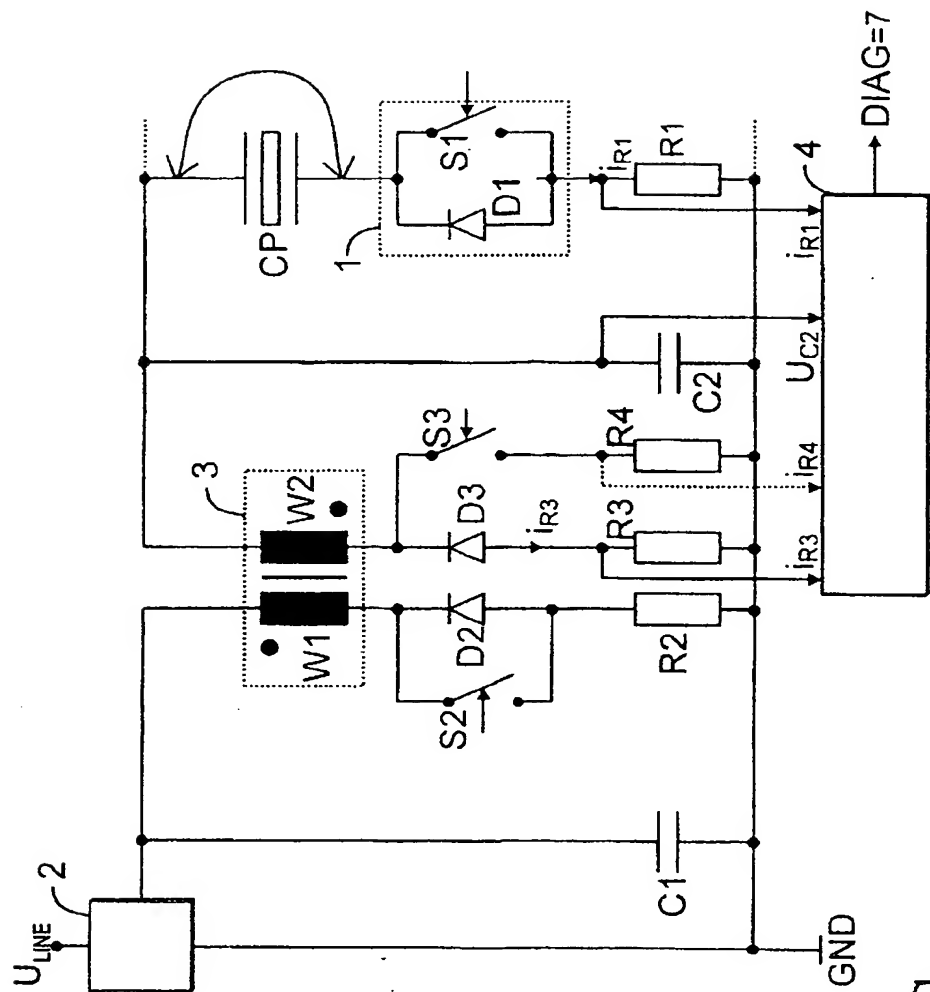 DIAG=7
U_LINE
2
3
W1
W2
CP
1
S1
D1
i_R1
R1
S2
D2
D3
S3
i_R3
R2
R3
R4
C1
C2
i_R3
i_R4
U_C2
i_R1
4
GND